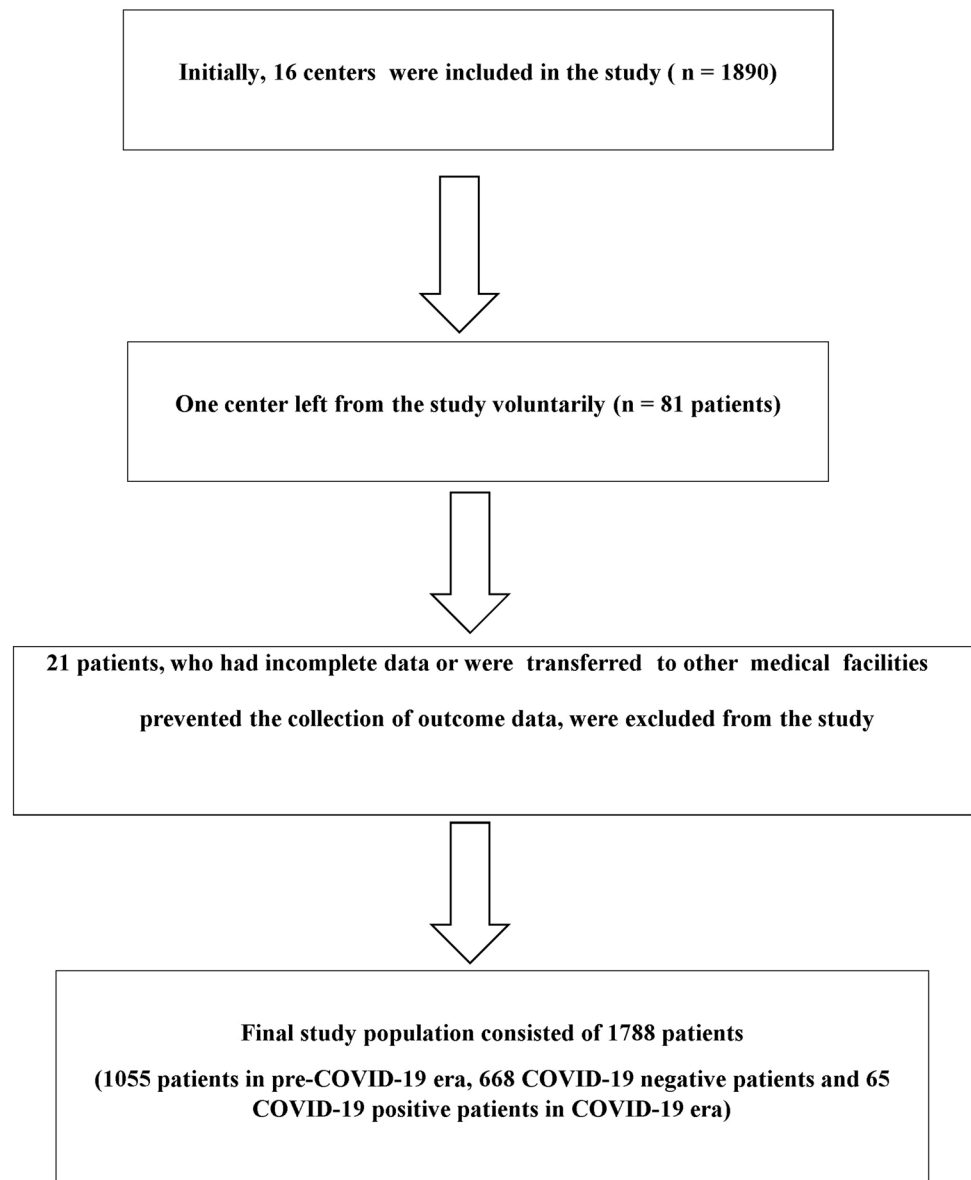 Initially, 16 centers were included in the study ( n = 1890)
One center left from the study voluntarily (n = 81 patients)
21 patients, who had incomplete data or were transferred to other medical facilities
prevented the collection of outcome data, were excluded from the study
Final study population consisted of 1788 patients
(1055 patients in pre-COVID-19 era, 668 COVID-19 negative patients and 65
COVID-19 positive patients in COVID-19 era)